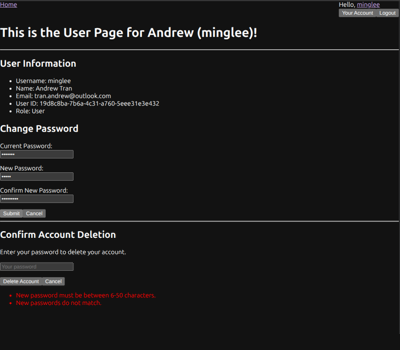 Home
Hello, minglee
Your Account Logout
This is the User Page for Andrew (minglee)!
User Information
Username: minglee
Name: Andrew Tran
Email: tran.andrew@outlook.com
User ID: 19d8c8ba-7b6a-4c31-a760-5eee31e3e432
Role: User
Change Password
Current Password:
•••••••
New Password:
•••••
Confirm New Password:
•••••••••
Submit Cancel
Confirm Account Deletion
Enter your password to delete your account.
Your password
Delete Account Cancel
New password must be between 6-50 characters.
New passwords do not match.